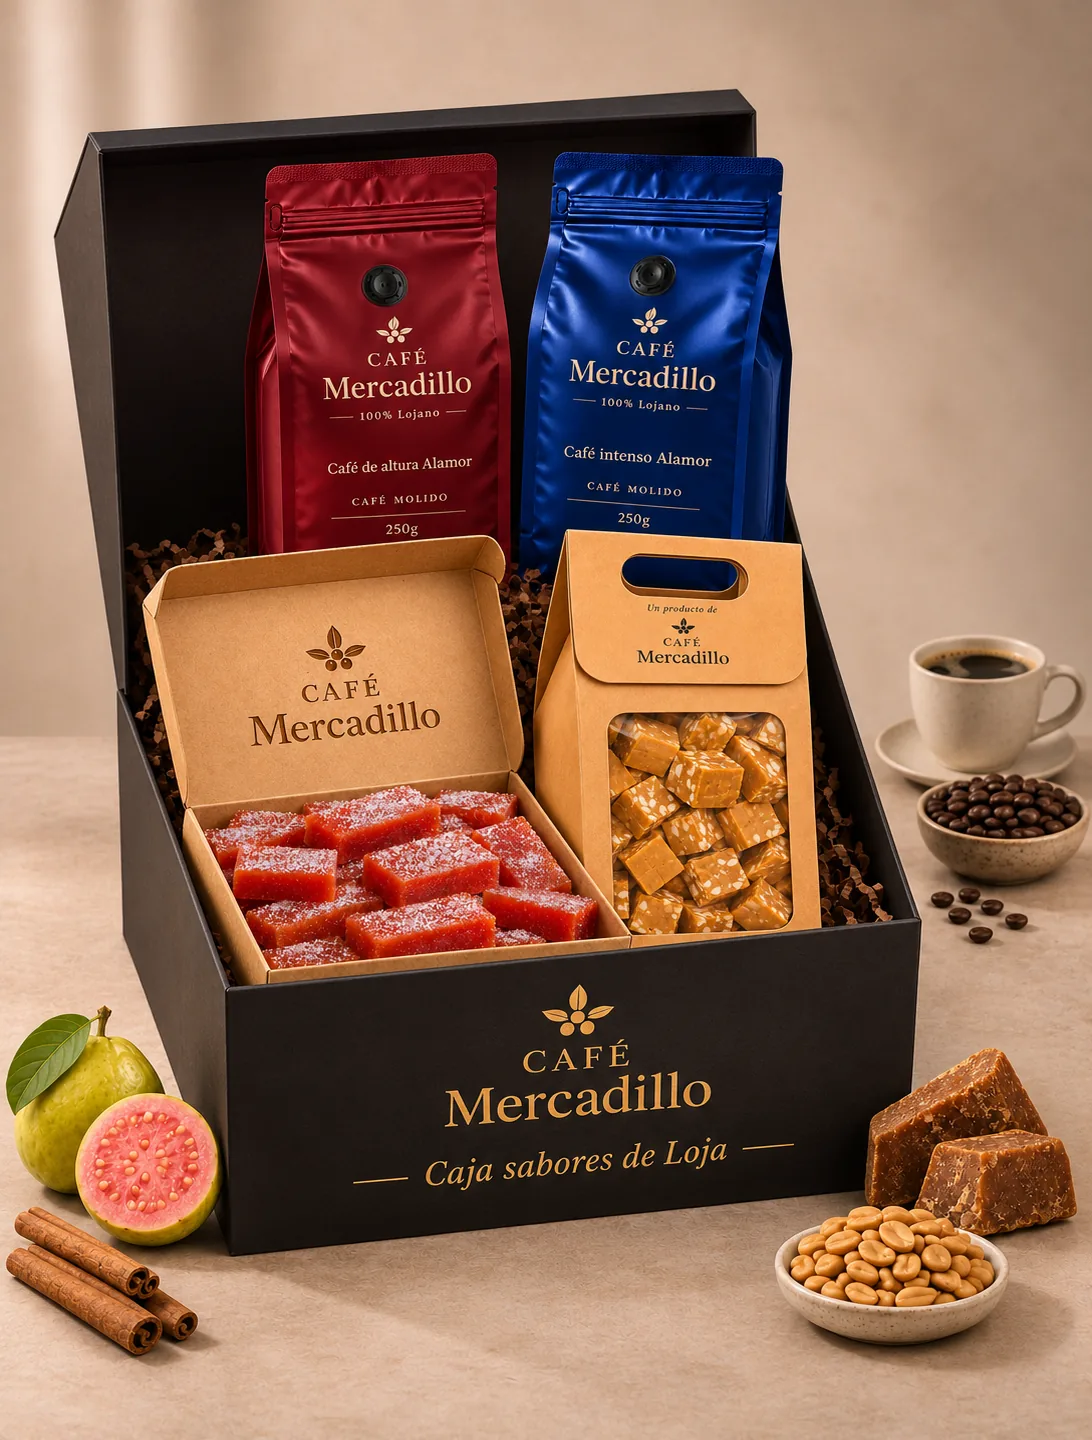 CAFÉ
Mercadillo
100% Lojano
Café de altura Alamor
CAFÉ MOLIDO
250g
CAFÉ
Mercadillo
100% Lojano
Café intenso Alamor
CAFÉ MOLIDO
250g
CAFÉ
Mercadillo
Un producto de
CAFÉ
Mercadillo
CAFÉ
Mercadillo
Caja sabores de Loja